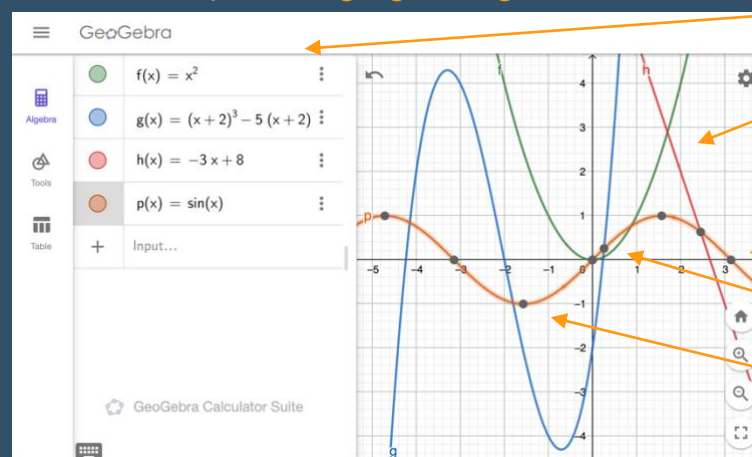 GeoGebra
Algebra
Tools
Table
f(x) = x²
g(x) = (x + 2)³ − 5 (x + 2)
h(x) = −3 x + 8
p(x) = sin(x)
Input...
GeoGebra Calculator Suite
f
h
p
g
4
3
2
1
-5
-4
-3
-2
-1
0
1
2
3
-1
-2
-3
-4